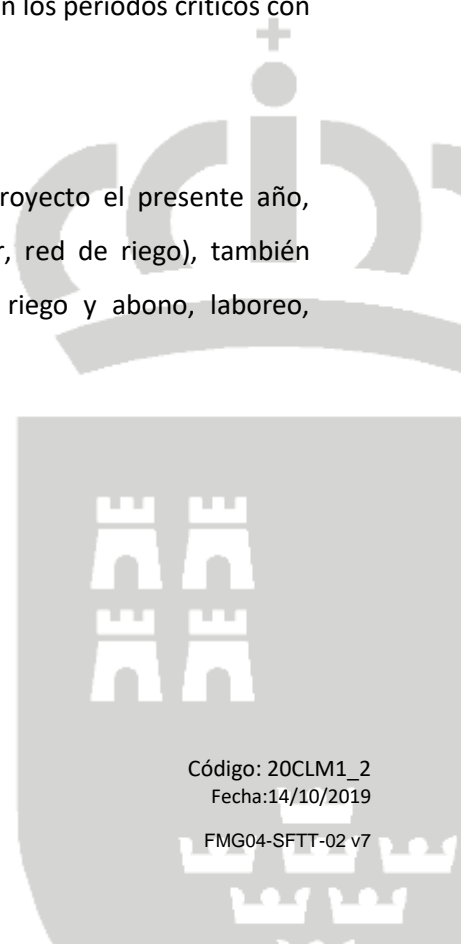 n los periodos críticos con
royecto el presente año,
r, red de riego), también
riego y abono, laboreo,
Código: 20CLM1_2
Fecha:14/10/2019
FMG04-SFTT-02 v7